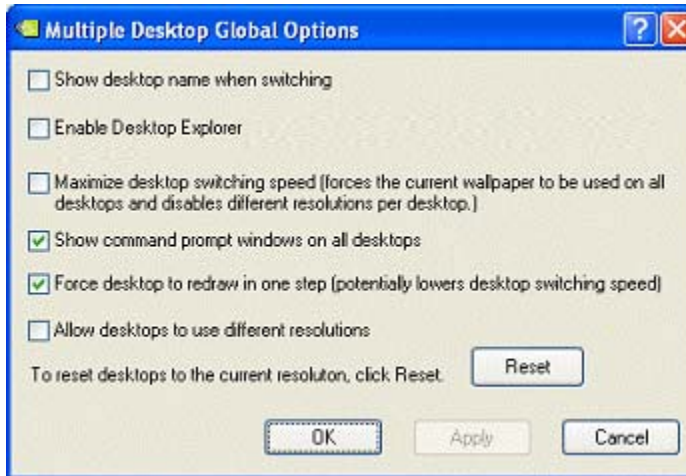 Multiple Desktop Global Options
Show desktop name when switching
Enable Desktop Explorer
Maximize desktop switching speed (forces the current wallpaper to be used on all
desktops and disables different resolutions per desktop.)
Show command prompt windows on all desktops
Force desktop to redraw in one step (potentially lowers desktop switching speed)
Allow desktops to use different resolutions
To reset desktops to the current resoluton, click Reset. Reset
OK Apply Cancel